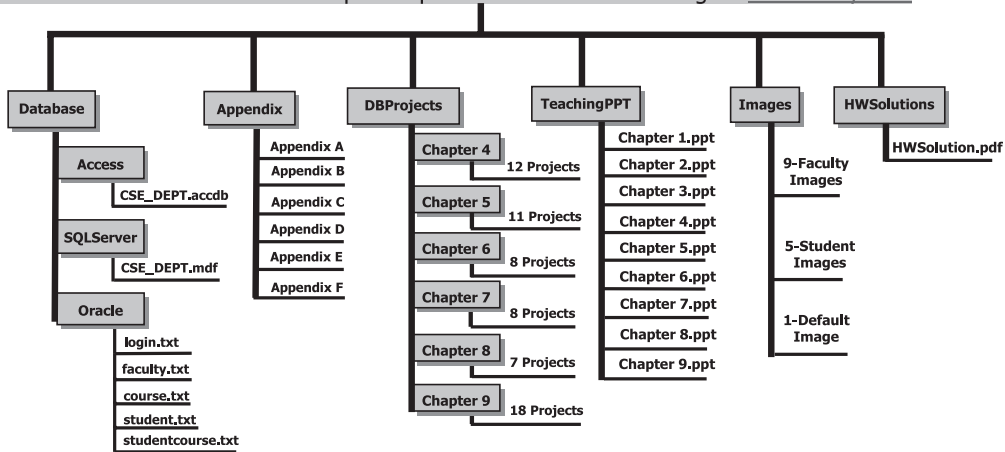 Database
Access
CSE_DEPT.accdb
SQLServer
CSE_DEPT.mdf
Oracle
login.txt
faculty.txt
course.txt
student.txt
studentcourse.txt
Appendix
Appendix A
Appendix B
Appendix C
Appendix D
Appendix E
Appendix F
DBProjects
Chapter 4
12 Projects
Chapter 5
11 Projects
Chapter 6
8 Projects
Chapter 7
8 Projects
Chapter 8
7 Projects
Chapter 9
18 Projects
TeachingPPT
Chapter 1.ppt
Chapter 2.ppt
Chapter 3.ppt
Chapter 4.ppt
Chapter 5.ppt
Chapter 6.ppt
Chapter 7.ppt
Chapter 8.ppt
Chapter 9.ppt
Images
9-Faculty
Images
5-Student
Images
1-Default
Image
HWSolutions
HWSolution.pdf